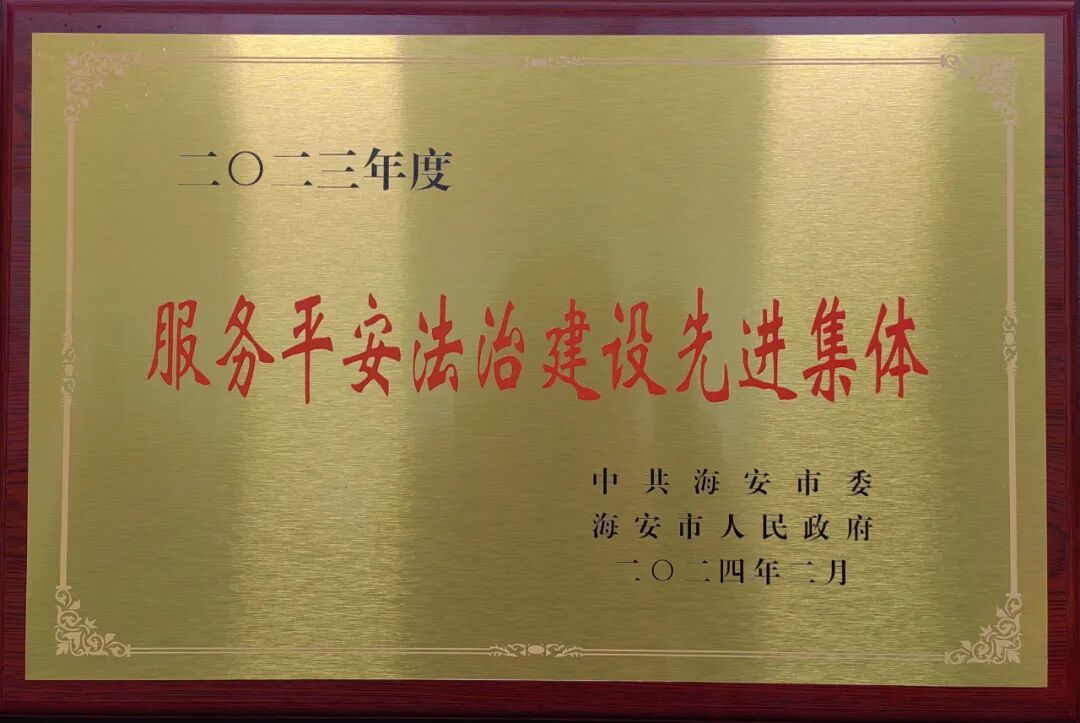 二〇二三年度
服务平安法治建设先进集体
中共海安市委
海安市人民政府
二〇二四年二月